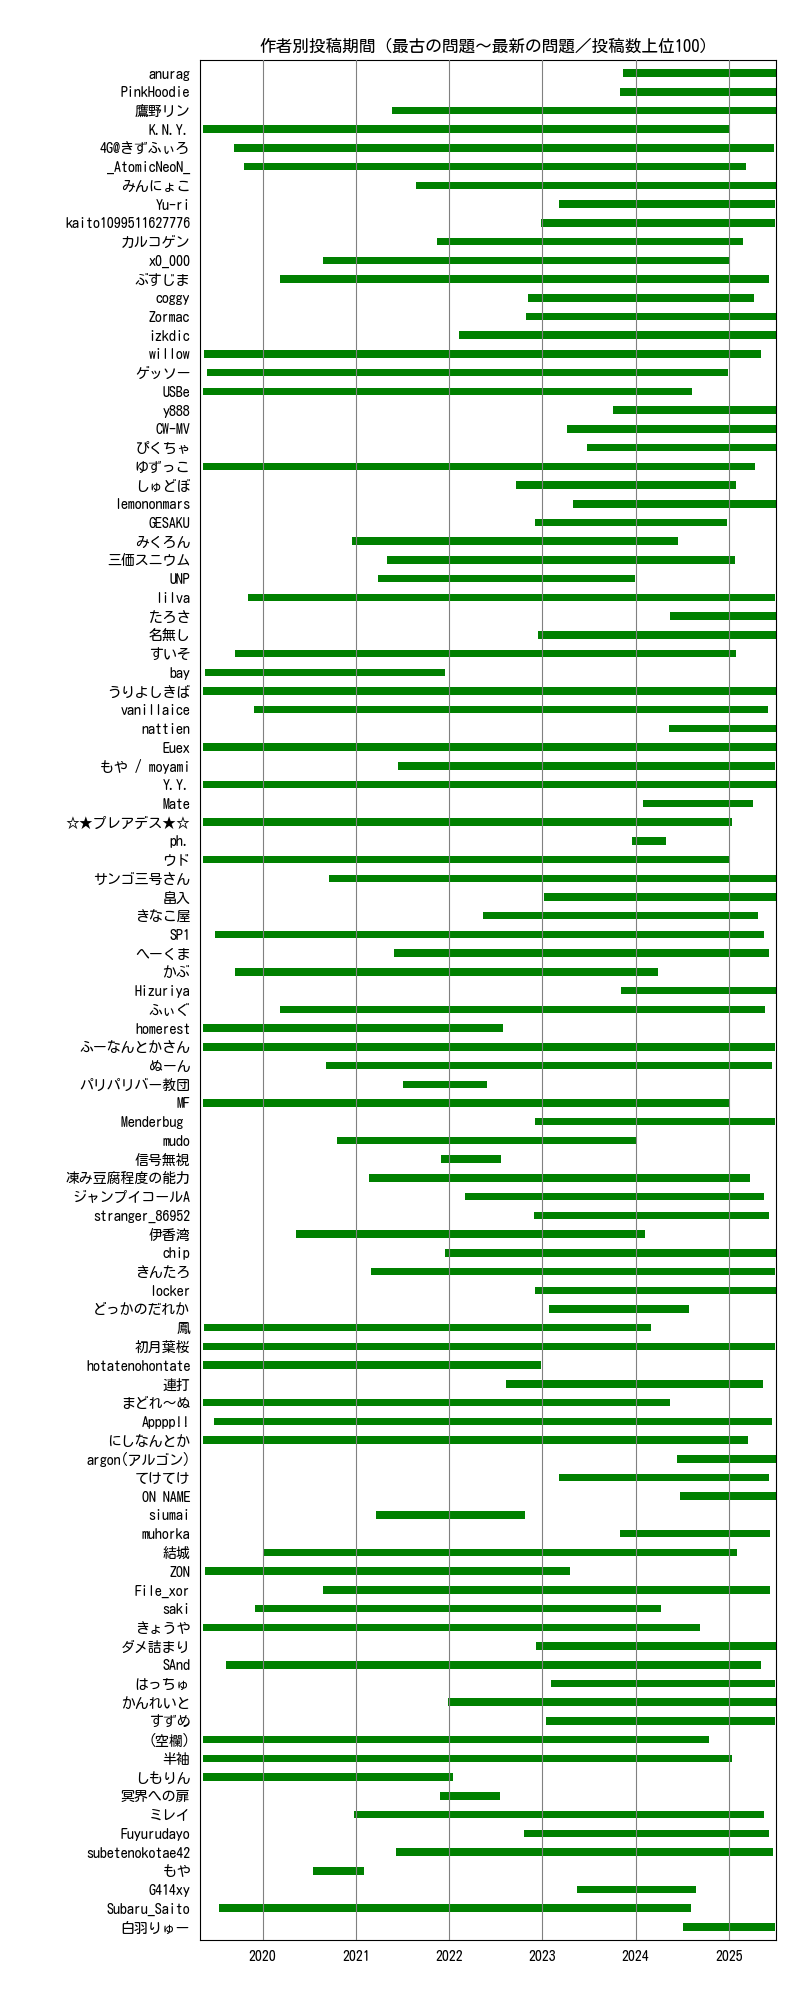 作者別投稿期間（最古の問題～最新の問題／投稿数上位100）
anurag
PinkHoodie
鷹野リン
K.N.Y.
4G@きずふぃろ
_AtomicNeoN_
みんにょこ
Yu-ri
kaito1099511627776
カルコゲン
x0_000
ぶすじま
coggy
Zormac
izkdic
willow
ゲッソー
USBe
y888
CW-MV
ぴくちゃ
ゆずっこ
しゅどぼ
lemononmars
GESAKU
みくろん
三価スニウム
UNP
lilva
たろさ
名無し
すいそ
bay
うりよしきば
vanillaice
nattien
Euex
もや / moyami
Y.Y.
Mate
☆★プレアデス★☆
ph.
ウド
サンゴ三号さん
畠入
きなこ屋
SP1
へーくま
かぶ
Hizuriya
ふぃぐ
homerest
ふーなんとかさん
ぬーん
パリパリバー教団
MF
Menderbug
mudo
信号無視
凍み豆腐程度の能力
ジャンプイコールA
stranger_86952
伊香湾
chip
きんたろ
locker
どっかのだれか
鳳
初月葉桜
hotatenohontate
連打
まどれ～ぬ
Appppll
にしなんとか
argon(アルゴン)
てけてけ
ON NAME
siumai
muhorka
結城
ZON
File_xor
saki
きょうや
ダメ詰まり
SAnd
はっちゅ
かんれいと
すずめ
(空欄)
半袖
しもりん
冥界への扉
ミレイ
Fuyurudayo
subetenokotae42
もや
G414xy
Subaru_Saito
白羽りゅー
2020 2021 2022 2023 2024 2025